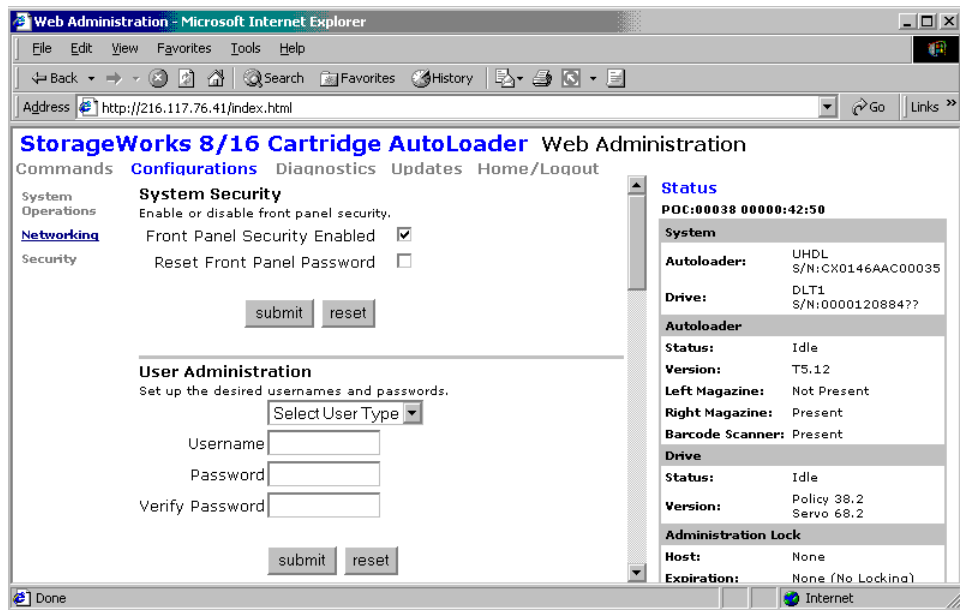 Web Administration - Microsoft Internet Explorer
File Edit View Favorites Tools Help
Back Search Favorites History
Address http://216.117.76.41/index.html Go Links »
StorageWorks 8/16 Cartridge AutoLoader Web Administration
Commands Configurations Diagnostics Updates Home/Logout
System Operations
Networking
Security
System Security
Enable or disable front panel security.
Front Panel Security Enabled
Reset Front Panel Password
submit reset
User Administration
Set up the desired usernames and passwords.
Select User Type
Username
Password
Verify Password
submit reset
Status
POC:00038 00000:42:50
System
Autoloader: UHDL
S/N:CX0146AAC00035
Drive: DLT1
S/N:0000120884??
Autoloader
Status: Idle
Version: T5.12
Left Magazine: Not Present
Right Magazine: Present
Barcode Scanner: Present
Drive
Status: Idle
Version: Policy 38.2
Servo 68.2
Administration Lock
Host: None
Expiration: None (No Locking)
Done Internet